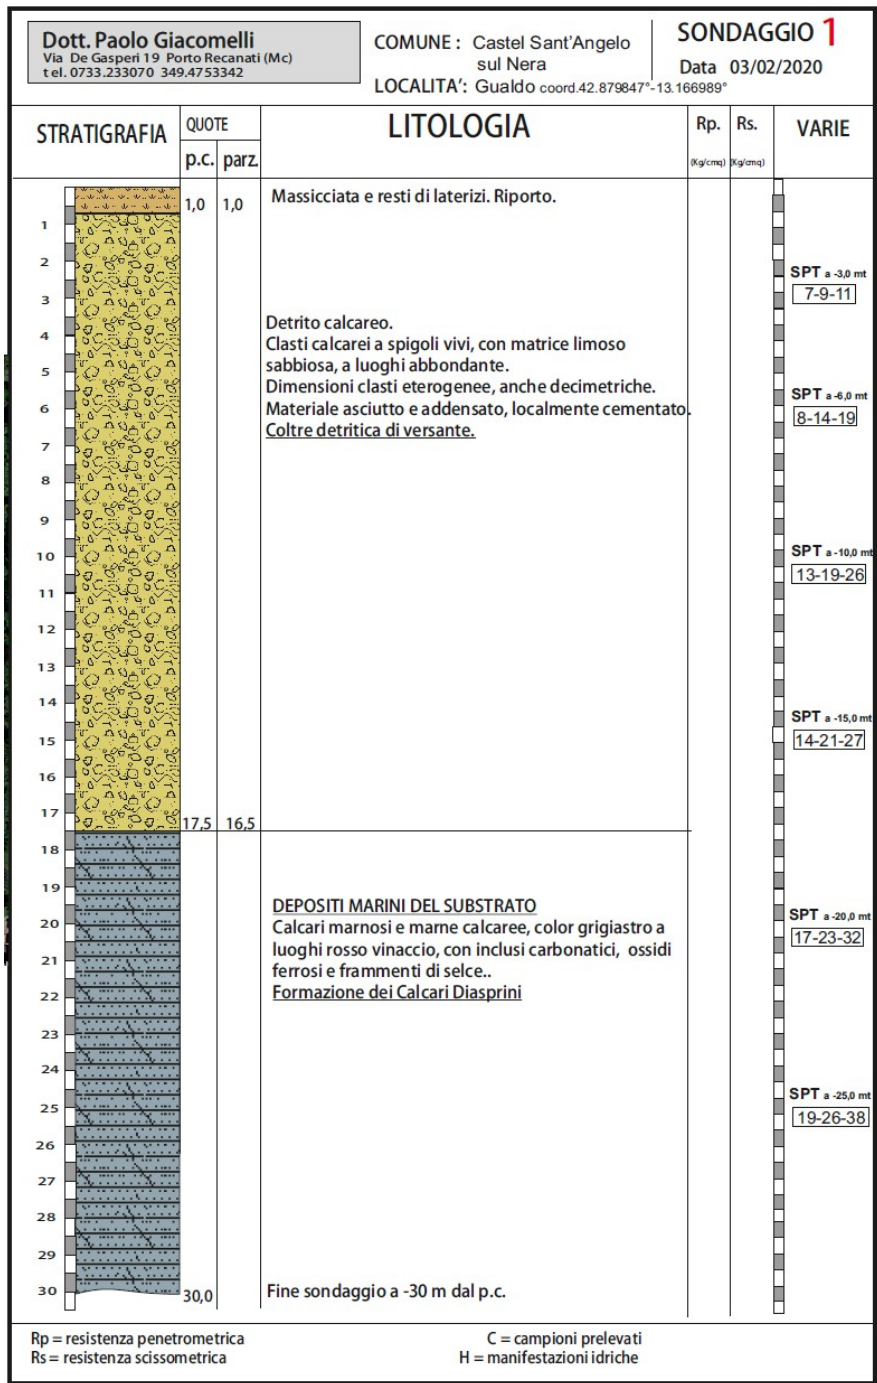 Dott. Paolo Giacomelli
Via De Gasperi 19 Porto Recanati (Mc)
tel. 0733.233070 349.4753342
COMUNE : Castel Sant'Angelo
sul Nera
LOCALITA': Gualdo coord.42.879847°-13.166989°
SONDAGGIO 1
Data 03/02/2020
STRATIGRAFIA
QUOTE
p.c. parz.
LITOLOGIA
Rp.
(Kg/cmq)
Rs.
(Kg/cmq)
VARIE
1,0 1,0
Massicciata e resti di laterizi. Riporto.
1
2
SPT a -3,0 mt
3
7-9-11
Detrito calcareo.
4
Clasti calcarei a spigoli vivi, con matrice limoso
sabbiosa, a luoghi abbondante.
5
Dimensioni clasti eterogenee, anche decimetriche.
SPT a -6,0 mt
6
Materiale asciutto e addensato, localmente cementato.
8-14-19
Coltre detritica di versante.
7
8
9
10
SPT a -10,0 mt
13-19-26
11
12
13
14
SPT a -15,0 mt
15
14-21-27
16
17
17,5 16,5
18
19
DEPOSITI MARINI DEL SUBSTRATO
SPT a -20,0 mt
20
Calcari marnosi e marne calcaree, color grigiastro a
17-23-32
luoghi rosso vinaccio, con inclusi carbonatici, ossidi
21
ferrosi e frammenti di selce..
22
Formazione dei Calcari Diasprini
23
24
SPT a -25,0 mt
25
19-26-38
26
27
28
29
30
30,0
Fine sondaggio a -30 m dal p.c.
Rp = resistenza penetrometrica
Rs = resistenza scissometrica
C = campioni prelevati
H = manifestazioni idriche